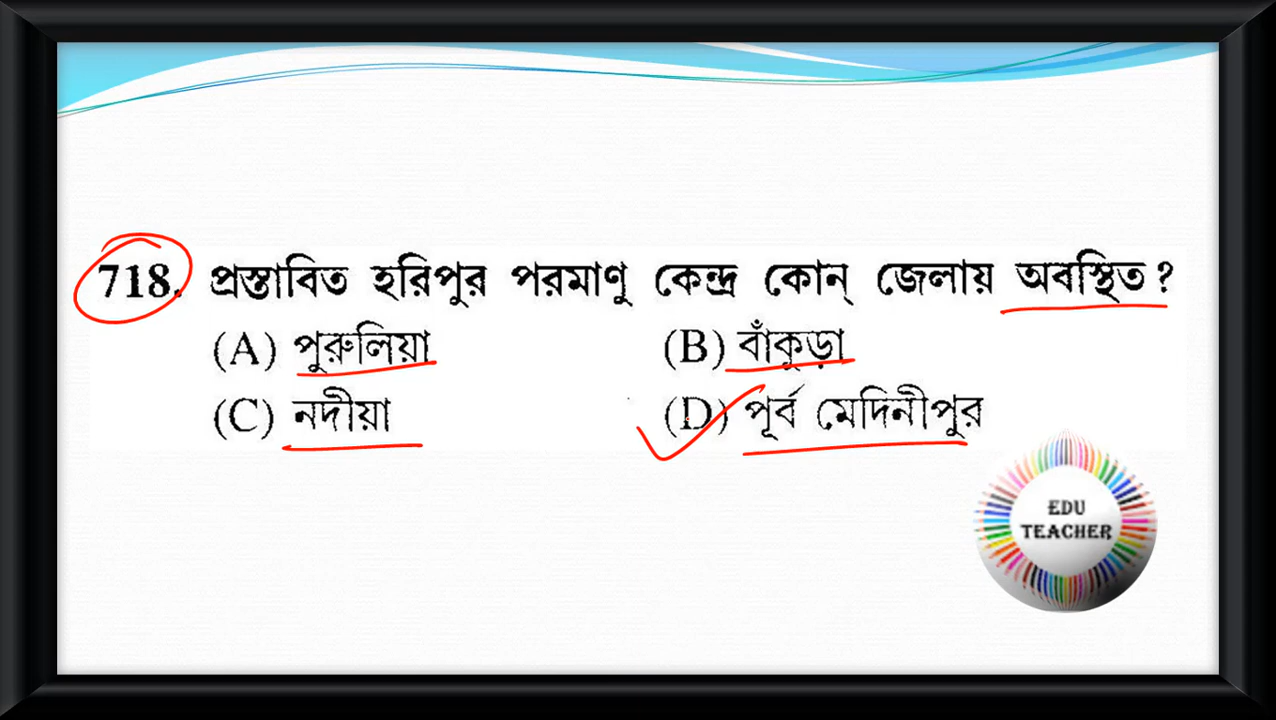 718. প্রস্তাবিত হরিপুর পরমাণু কেন্দ্র কোন্ জেলায় অবস্থিত?
(A) পুরুলিয়া (B) বাঁকুড়া
(C) নদীয়া (D) পূর্ব মেদিনীপুর
EDU
TEACHER